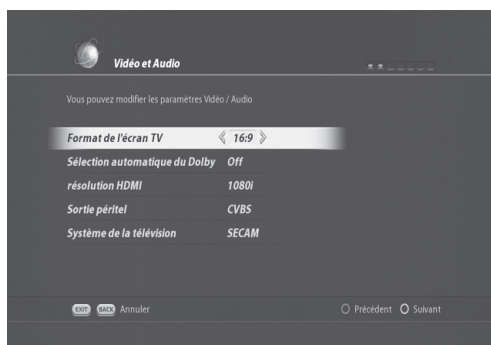 Vidéo et Audio
Vous pouvez modifier les paramètres Vidéo / Audio
Format de l'écran TV 16:9
Sélection automatique du Dolby Off
résolution HDMI 1080i
Sortie péritel CVBS
Système de la télévision SECAM
EXIT BACK Annuler Précédent Suivant